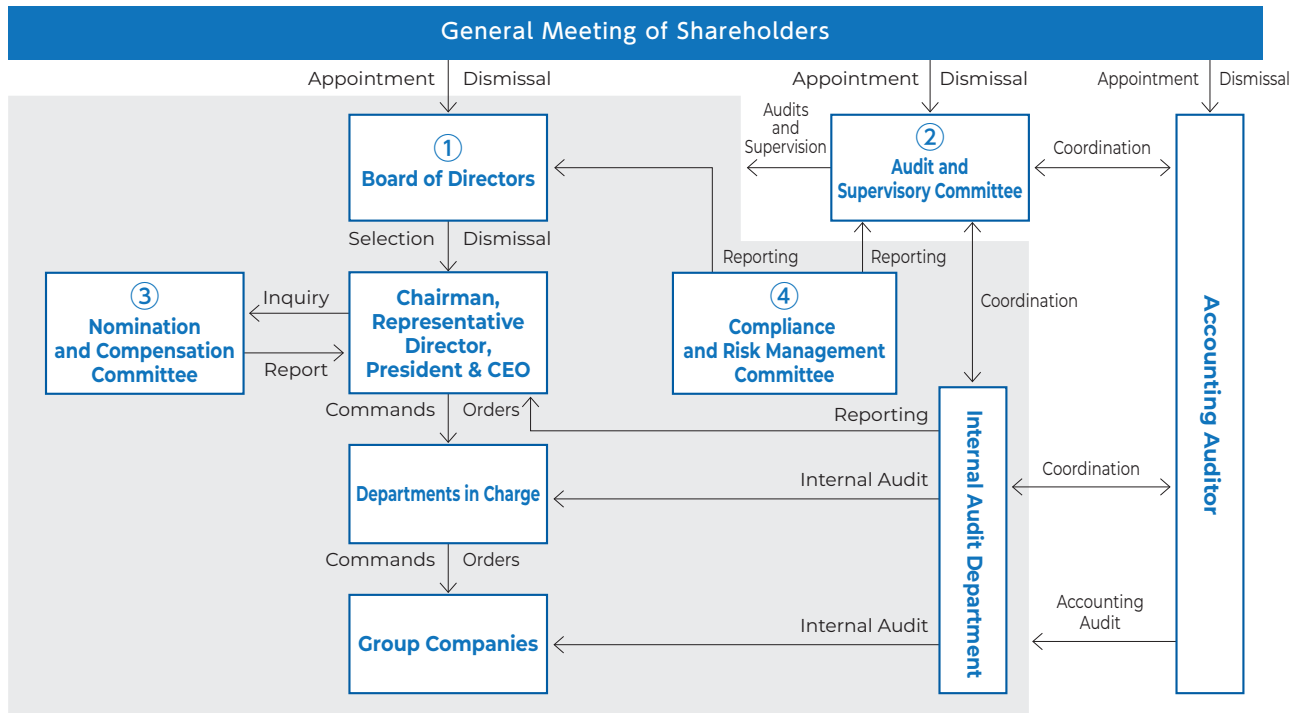 General Meeting of Shareholders
Appointment
Dismissal
Appointment
Dismissal
Appointment
Dismissal
①
Board of Directors
Audits
and
Supervision
②
Audit and
Supervisory Committee
Coordination
Selection
Dismissal
Reporting
Reporting
Coordination
③
Nomination
and Compensation
Committee
Inquiry
Report
Chairman,
Representative
Director,
President & CEO
④
Compliance
and Risk Management
Committee
Commands
Orders
Reporting
Departments in Charge
Internal Audit
Internal Audit Department
Coordination
Accounting Auditor
Commands
Orders
Group Companies
Internal Audit
Accounting
Audit